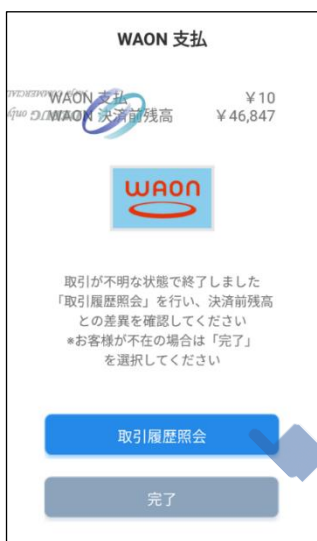 WAON 支払
WAON 支払 ¥10
WAON 決済前残高 ¥46,847
WAON
取引が不明な状態で終了しました
「取引履歴照会」を行い、決済前残高
との差異を確認してください
*お客様が不在の場合は「完了」
を選択してください
取引履歴照会
完了